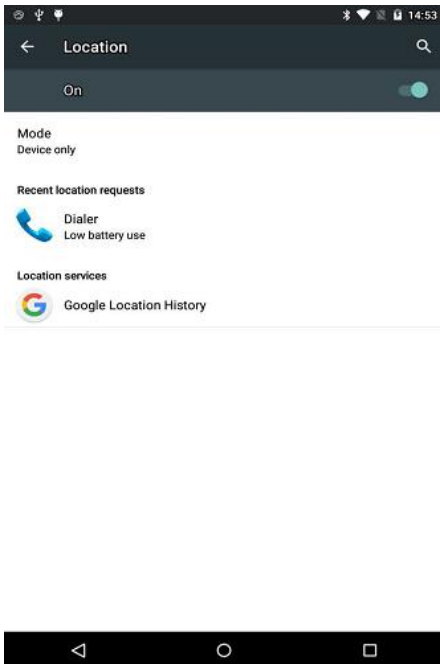 14:53
Location
On
Mode
Device only
Recent location requests
Dialer
Low battery use
Location services
G
Google Location History